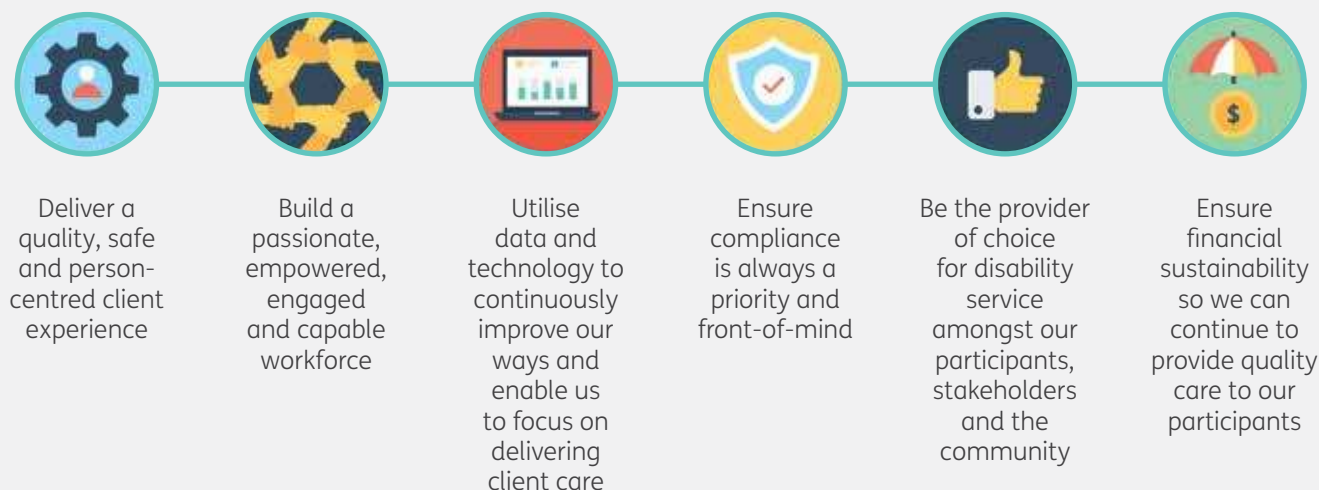 Deliver a
quality, safe
and person-
centred client
experience
Build a
passionate,
empowered,
engaged
and capable
workforce
Utilise
data and
technology to
continuously
improve our
ways and
enable us
to focus on
delivering
client care
Ensure
compliance
is always a
priority and
front-of-mind
Be the provider
of choice
for disability
service
amongst our
participants,
stakeholders
and the
community
$
Ensure
financial
sustainability
so we can
continue to
provide quality
care to our
participants